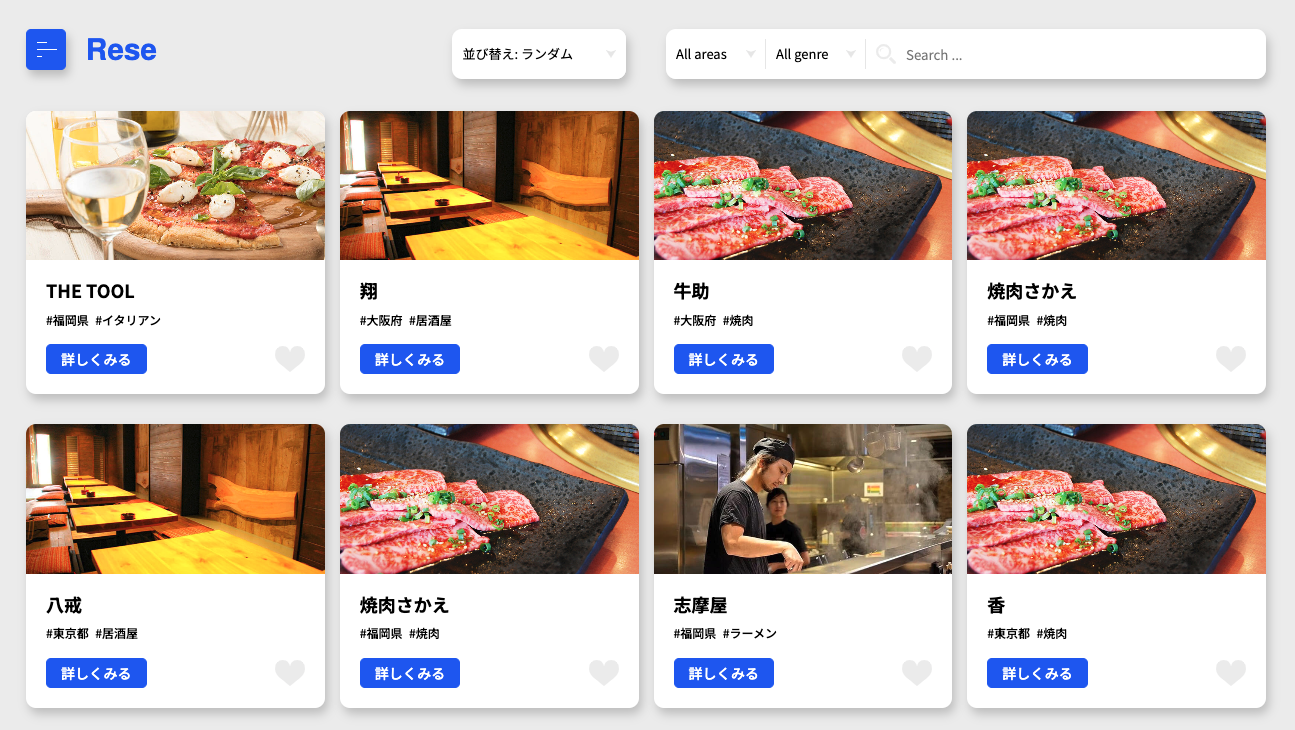 Rese
並び替え: ランダム
All areas
All genre
Search ...
THE TOOL
#福岡県 #イタリアン
詳しくみる
翔
#大阪府 #居酒屋
詳しくみる
牛助
#大阪府 #焼肉
詳しくみる
焼肉さかえ
#福岡県 #焼肉
詳しくみる
八戒
#東京都 #居酒屋
詳しくみる
焼肉さかえ
#福岡県 #焼肉
詳しくみる
志摩屋
#福岡県 #ラーメン
詳しくみる
香
#東京都 #焼肉
詳しくみる